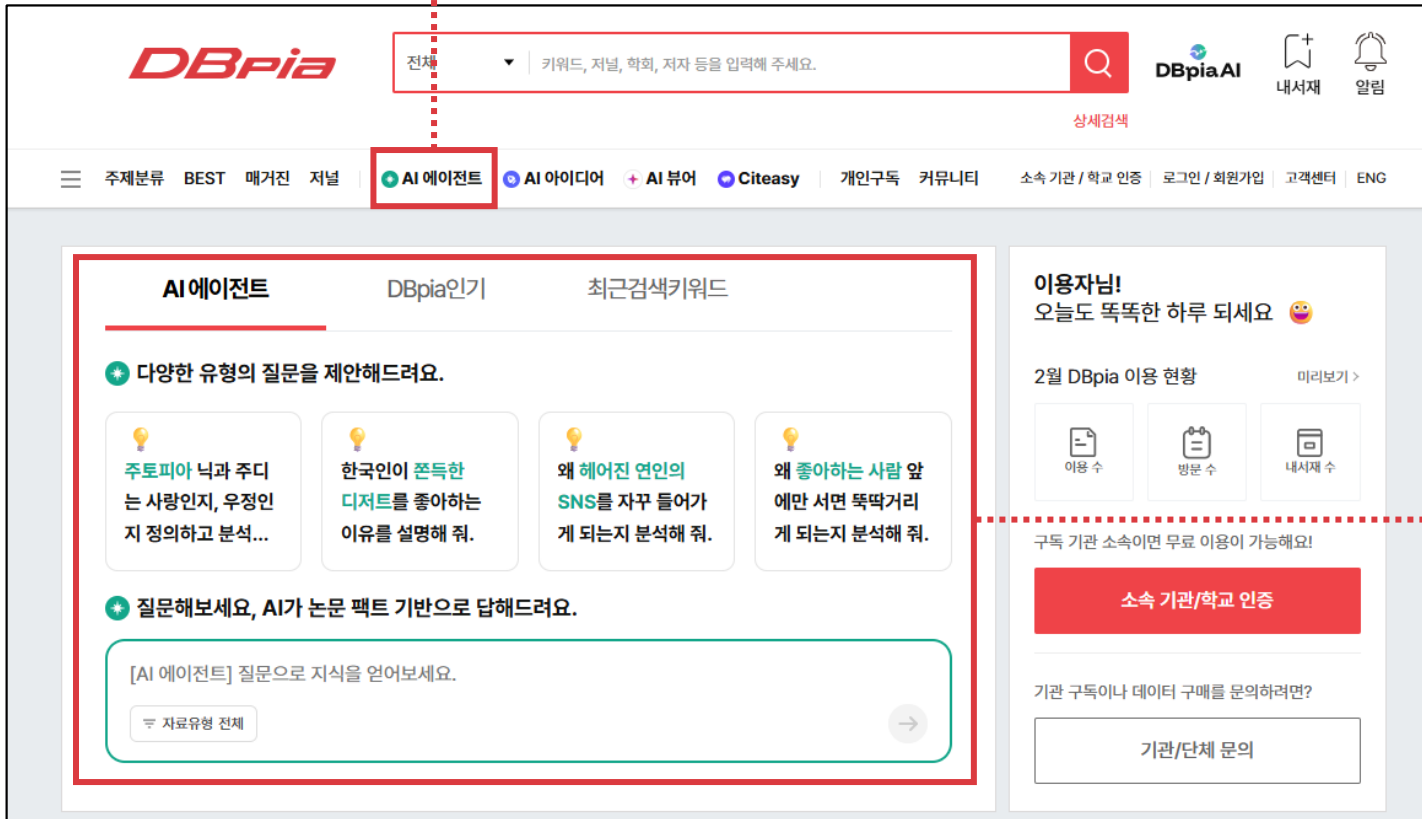 DBpia
전체
키워드, 저널, 학회, 저자 등을 입력해 주세요.
DBpiaAI
내서재
알림
상세검색
주제분류 BEST 매거진 저널 AI 에이전트 AI 아이디어 AI 뷰어 Citeasy 개인구독 커뮤니티 소속 기관 / 학교 인증 로그인 / 회원가입 고객센터 ENG
AI 에이전트 DBpia인기 최근검색키워드
다양한 유형의 질문을 제안해드려요.
주토피아 닉과 주디
는 사랑인지, 우정인
지 정의하고 분석...
한국인이 쫀득한
디저트를 좋아하는
이유를 설명해 줘.
왜 헤어진 연인의
SNS를 자꾸 들어가
게 되는지 분석해 줘.
왜 좋아하는 사람 앞
에만 서면 뚝딱거리
게 되는지 분석해 줘.
질문해보세요, AI가 논문 팩트 기반으로 답해드려요.
[AI 에이전트] 질문으로 지식을 얻어보세요.
자료유형 전체
이용자님!
오늘도 똑똑한 하루 되세요
2월 DBpia 이용 현황 미리보기 >
이용 수
방문 수
내서재 수
구독 기관 소속이면 무료 이용이 가능해요!
소속 기관/학교 인증
기관 구독이나 데이터 구매를 문의하려면?
기관/단체 문의